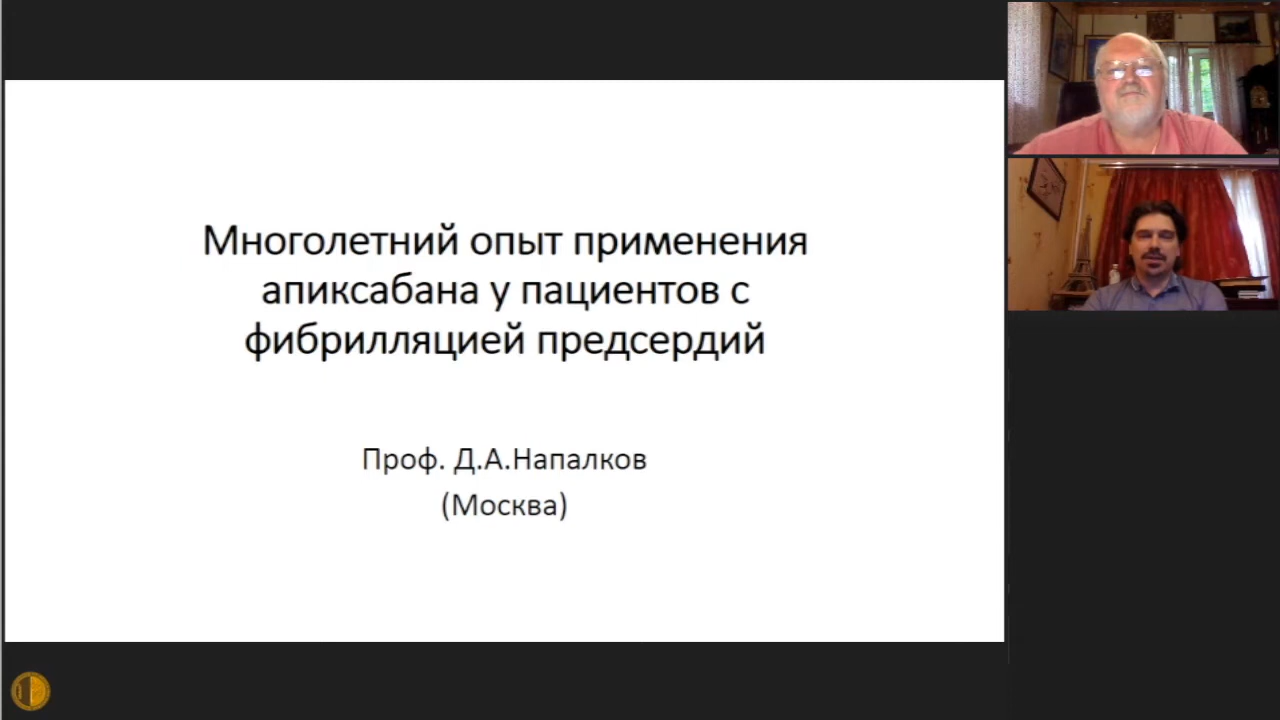 Многолетний опыт применения
апиксабана у пациентов с
фибрилляцией предсердий
Проф. Д.А.Напалков
(Москва)